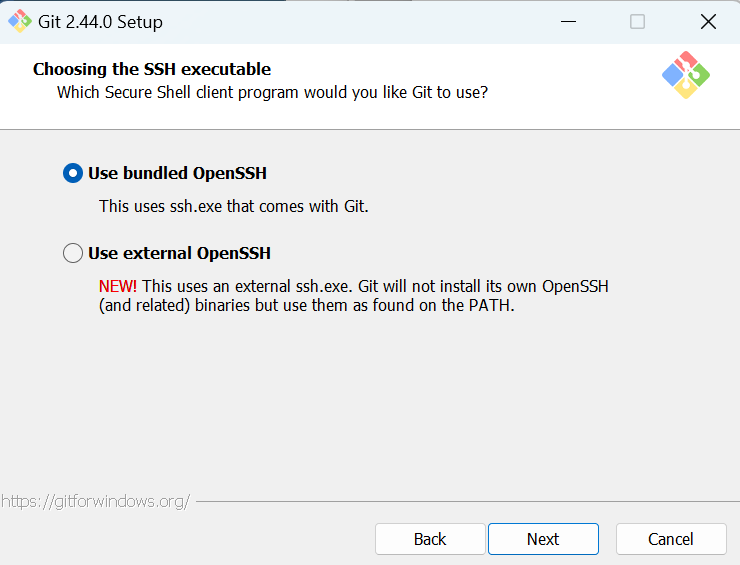 Git 2.44.0 Setup
Choosing the SSH executable
Which Secure Shell client program would you like Git to use?
Use bundled OpenSSH
This uses ssh.exe that comes with Git.
Use external OpenSSH
NEW! This uses an external ssh.exe. Git will not install its own OpenSSH
(and related) binaries but use them as found on the PATH.
https://gitforwindows.org/
Back Next Cancel